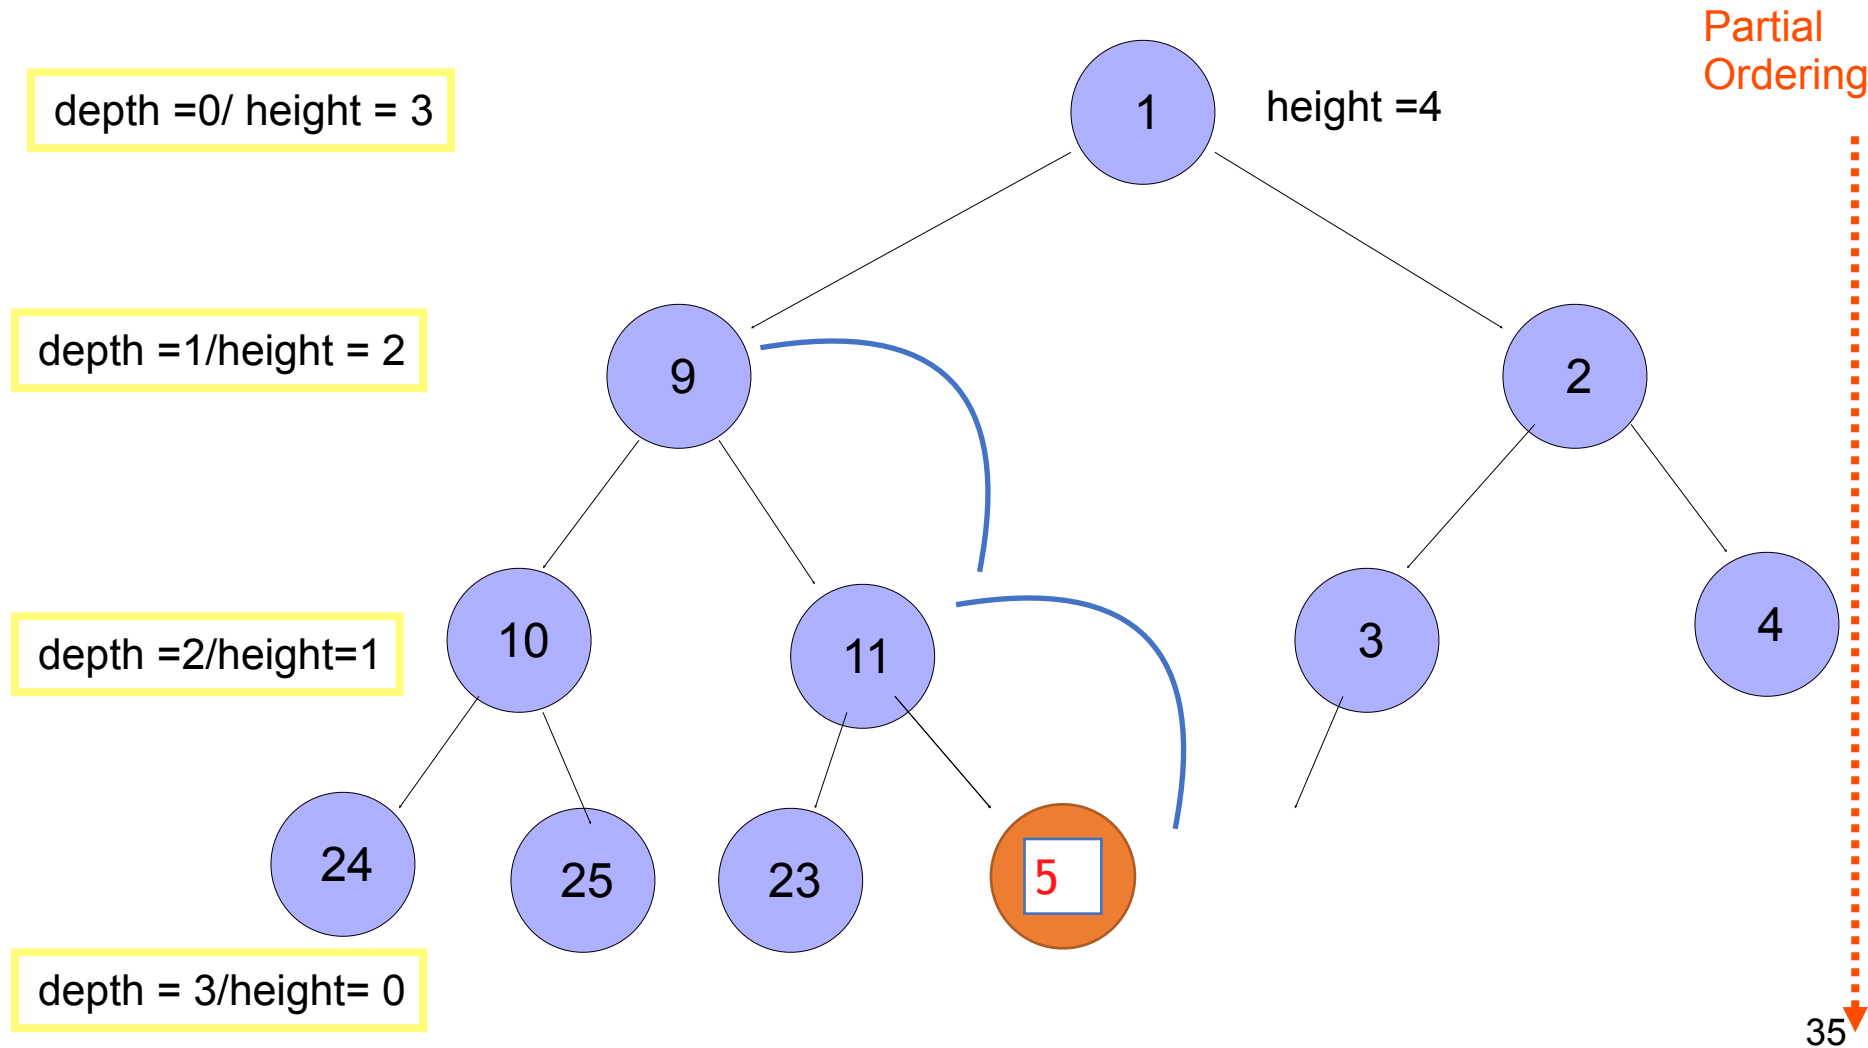 Partial
Ordering
depth =0/ height = 3
1
height =4
depth =1/height = 2
9
2
depth =2/height=1
10
11
3
4
24
25
23
5
depth = 3/height= 0
35